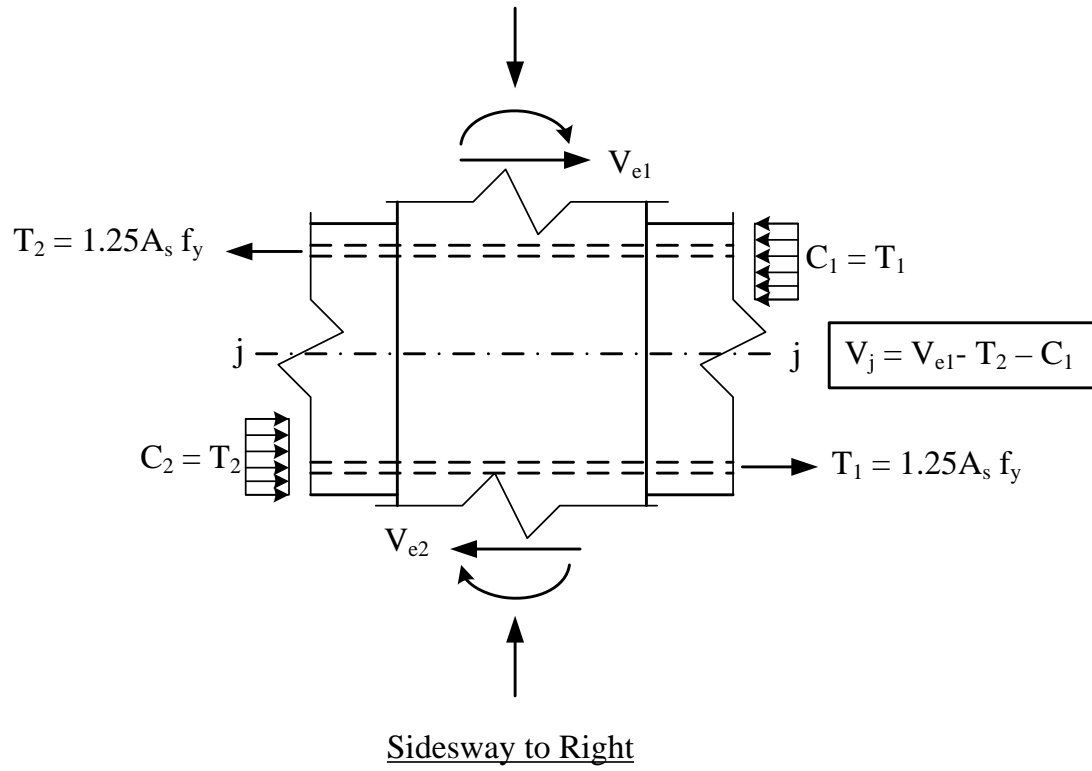 V_e1
T_2 = 1.25A_s f_y
C_1 = T_1
j
j
V_j = V_e1- T_2 – C_1
C_2 = T_2
T_1 = 1.25A_s f_y
V_e2
Sidesway to Right